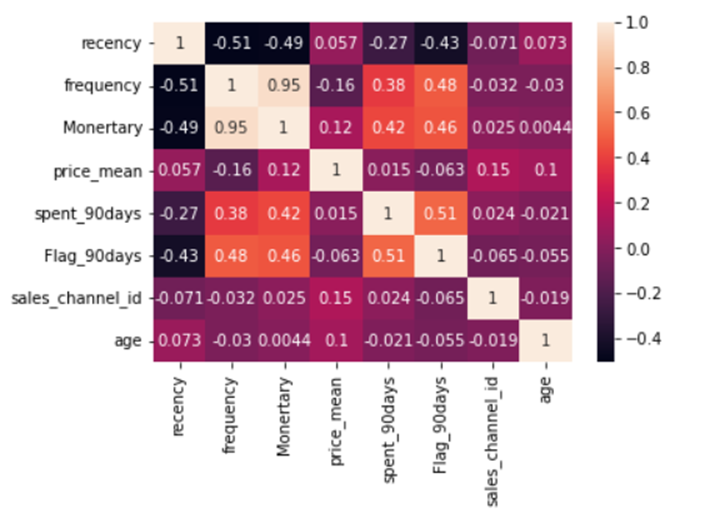 recency 1 -0.51 -0.49 0.057 -0.27 -0.43 -0.071 0.073
frequency -0.51 1 0.95 -0.16 0.38 0.48 -0.032 -0.03
Monertary -0.49 0.95 1 0.12 0.42 0.46 0.025 0.0044
price_mean 0.057 -0.16 0.12 1 0.015 -0.063 0.15 0.1
spent_90days -0.27 0.38 0.42 0.015 1 0.51 0.024 -0.021
Flag_90days -0.43 0.48 0.46 -0.063 0.51 1 -0.065 -0.055
sales_channel_id -0.071 -0.032 0.025 0.15 0.024 -0.065 1 -0.019
age 0.073 -0.03 0.0044 0.1 -0.021 -0.055 -0.019 1
recency frequency Monertary price_mean spent_90days Flag_90days sales_channel_id age
1.0
0.8
0.6
0.4
0.2
0.0
−0.2
−0.4